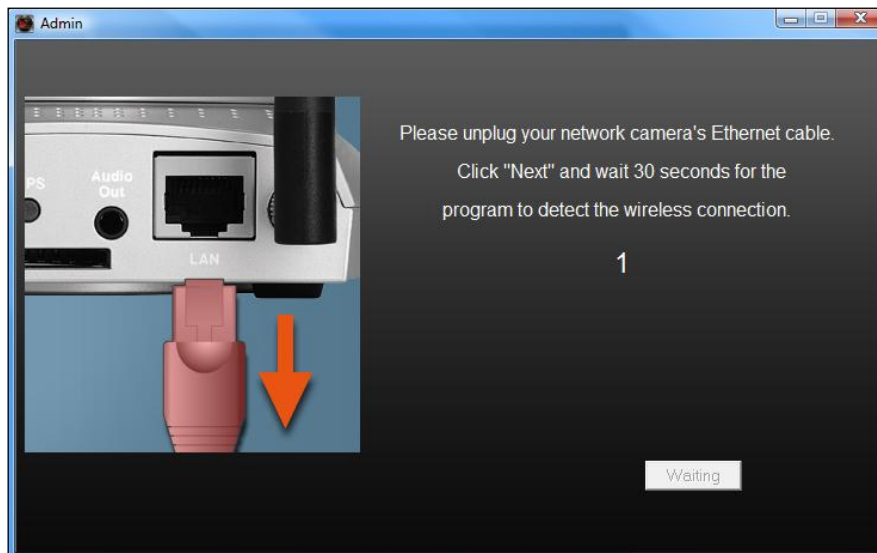 Admin
PS
Audio
Out
LAN
Please unplug your network camera's Ethernet cable.
Click "Next" and wait 30 seconds for the
program to detect the wireless connection.
1
Waiting